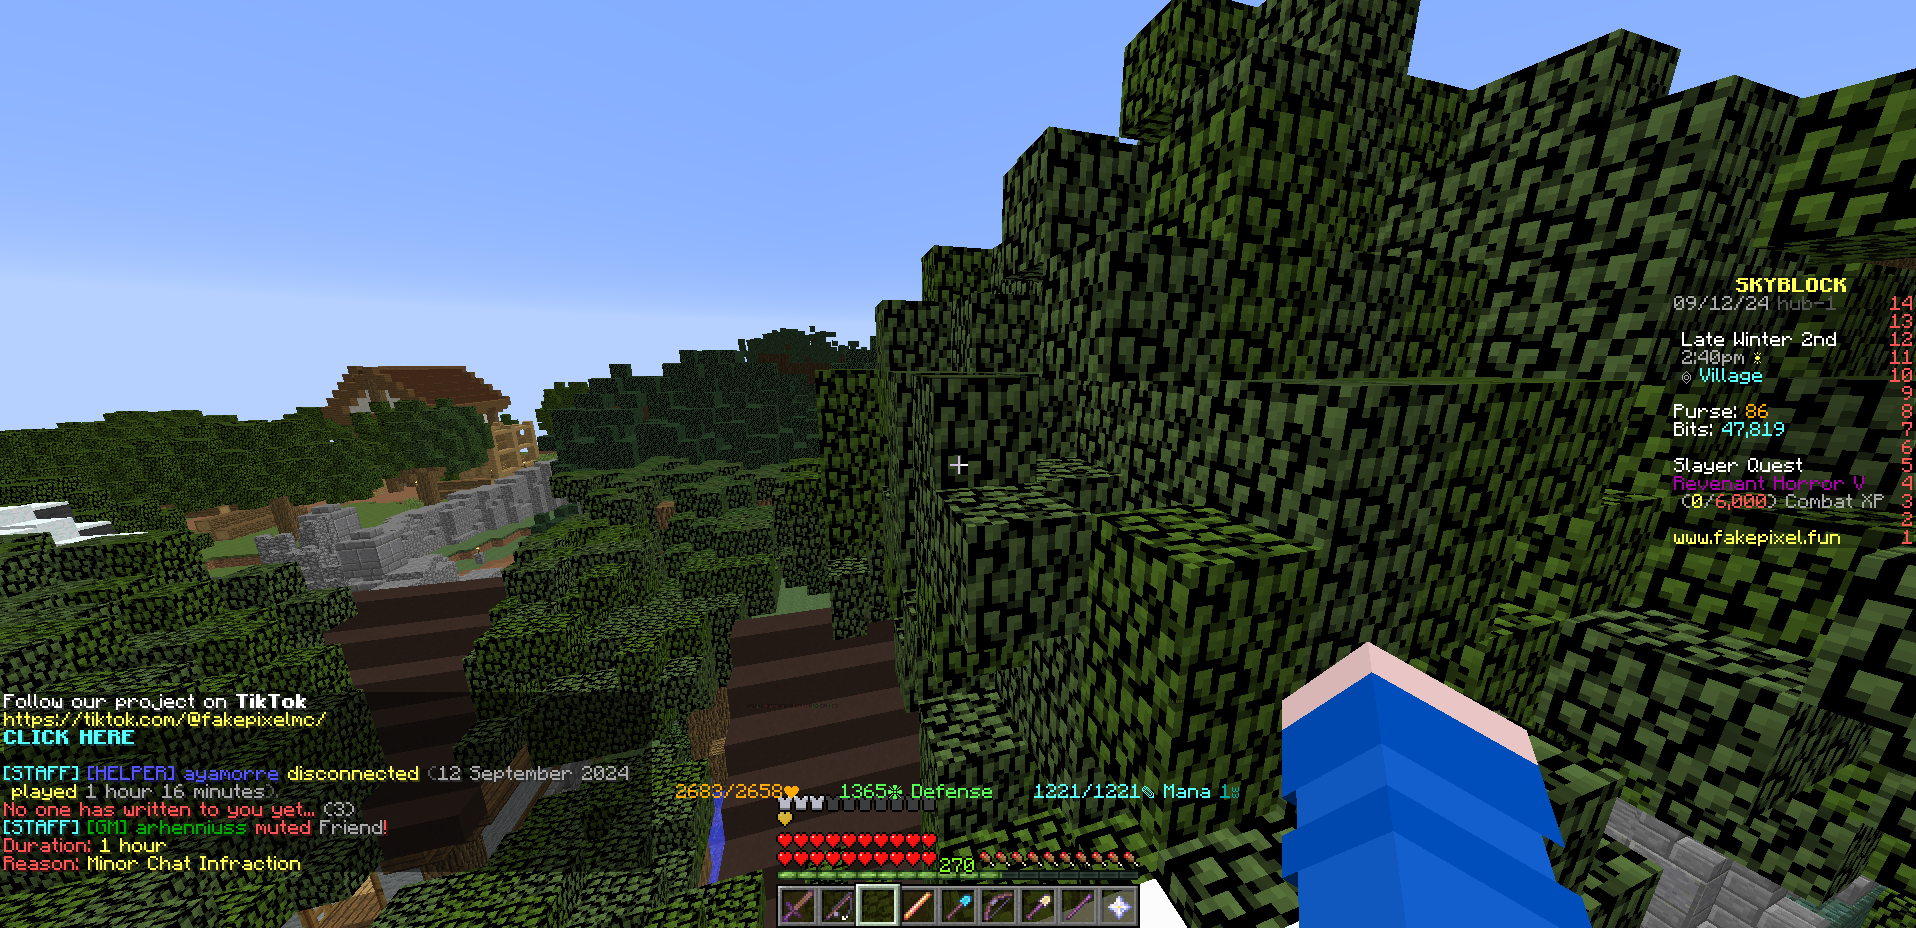 SKYBLOCK
09/12/24 hub-1 14
13
Late Winter 2nd 12
2:40pm 11
Village 10
9
Purse: 86 8
Bits: 47,819 7
6
Slayer Quest 5
Revenant Horror V 4
(0/6,000) Combat XP 3
2
www.fakepixel.fun 1
Follow our project on TikTok
https://tiktok.com/@fakepixelmc/
CLICK HERE
[STAFF] [HELPER] ayamorre disconnected (12 September 2024
played 1 hour 16 minutes).
No one has written to you yet... (3)
[STAFF] [GM] arhenniuss muted Friend!
Duration: 1 hour
Reason: Minor Chat Infraction
2683/2658 1365 Defense 1221/1221 Mana 1
270